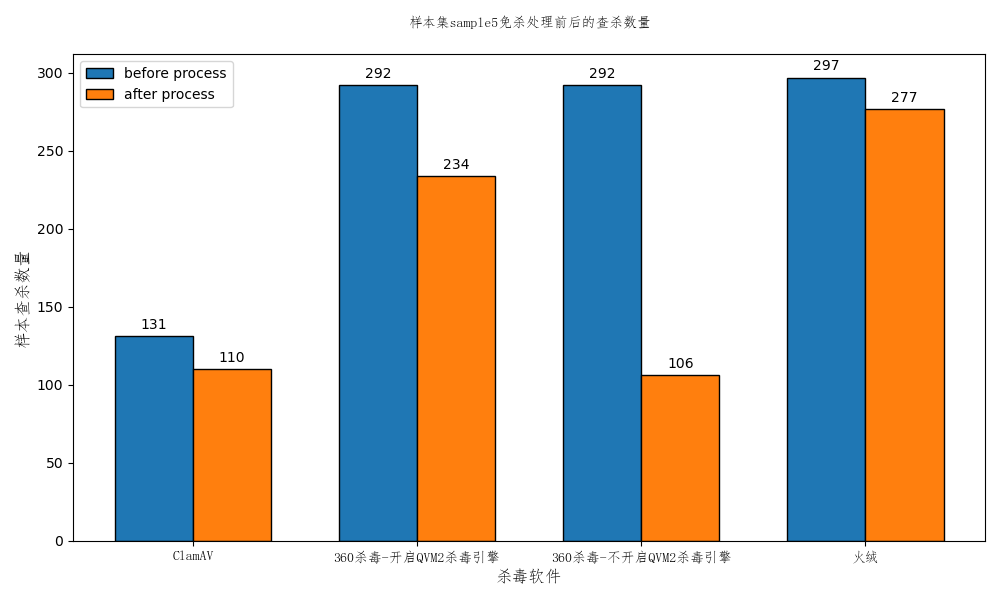 样本集sample5免杀处理前后的查杀数量
before process
after process
样本查杀数量
300
250
200
150
100
50
0
131
110
292
234
292
106
297
277
ClamAV
360杀毒-开启QVM2杀毒引擎
360杀毒-不开启QVM2杀毒引擎
火绒
杀毒软件